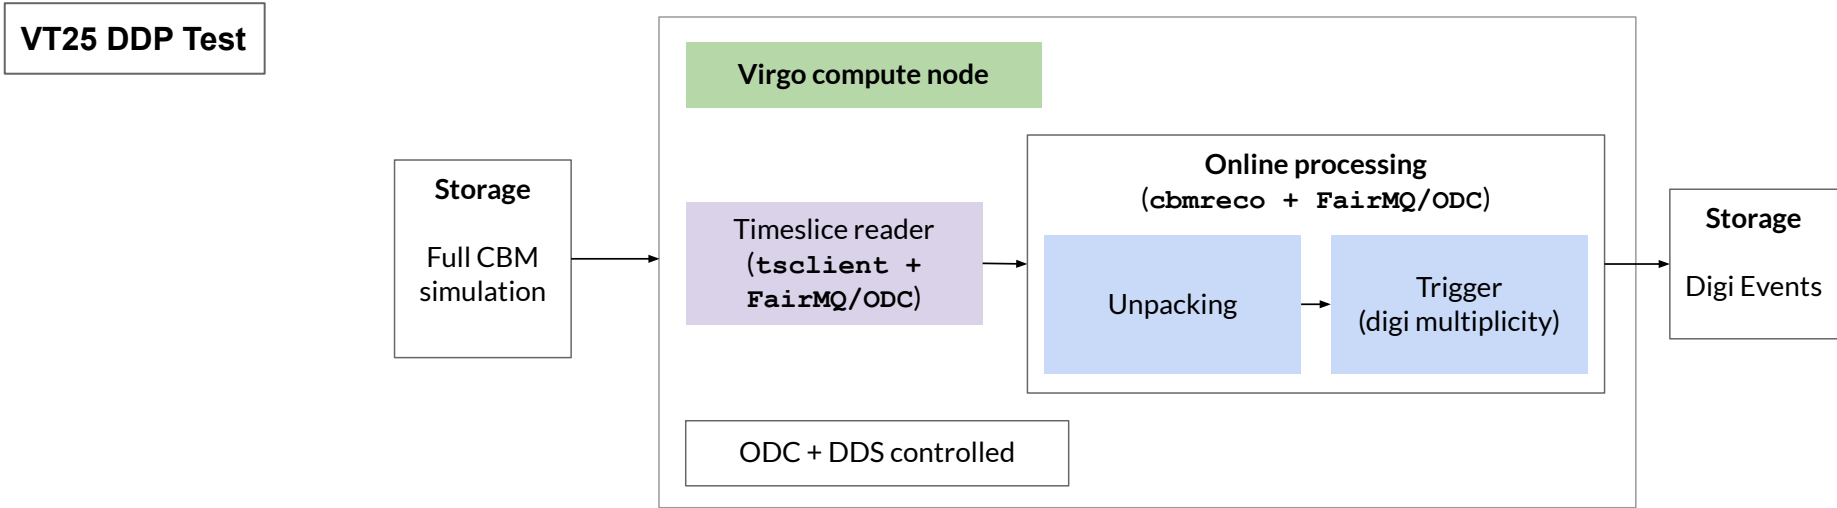 VT25 DDP Test
Virgo compute node
Storage
Full CBM
simulation
Timeslice reader
(tsclient +
FairMQ/ODC)
Online processing
(cbmreco + FairMQ/ODC)
Unpacking
Trigger
(digi multiplicity)
Storage
Digi Events
ODC + DDS controlled